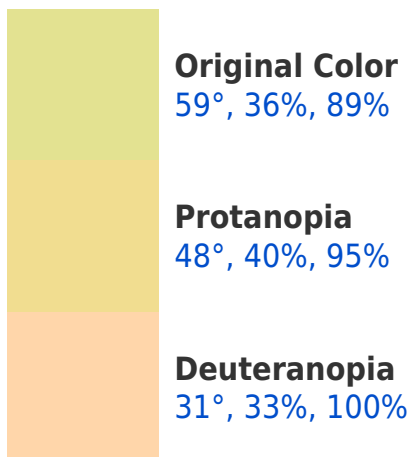 Original Color
59°, 36%, 89%
Protanopia
48°, 40%, 95%
Deuteranopia
31°, 33%, 100%